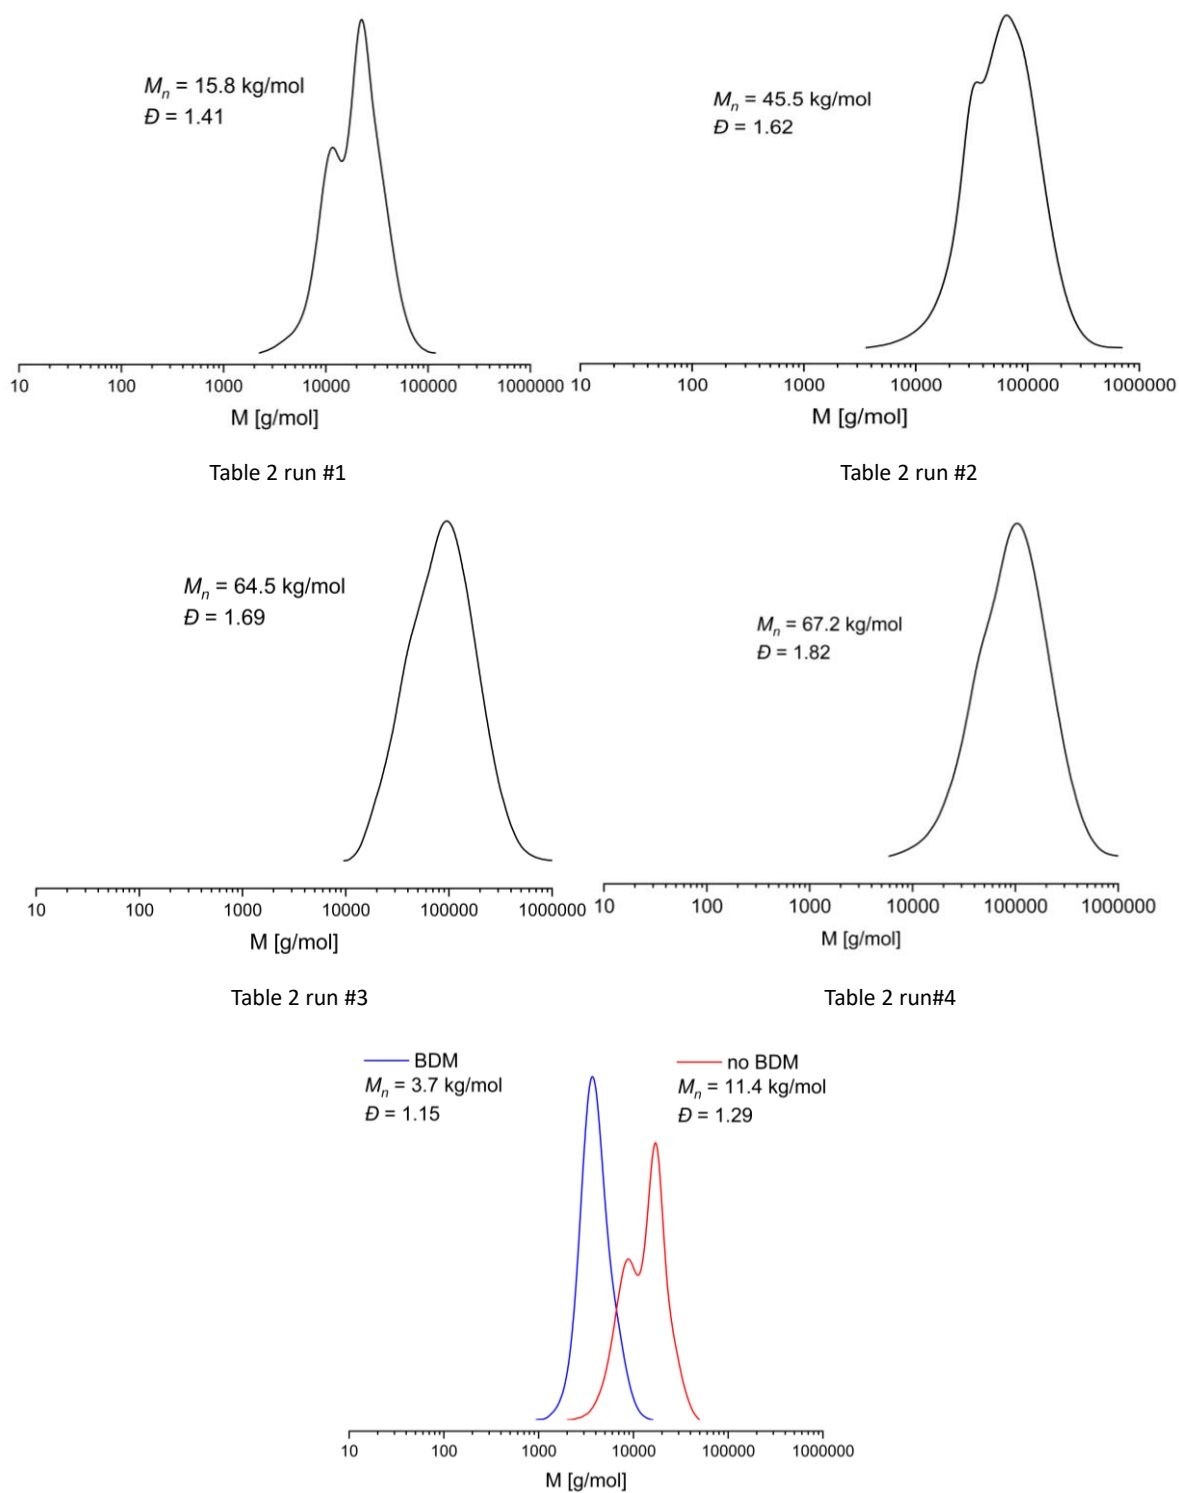 Mn = 15.8 kg/mol
Đ = 1.41
10 100 1000 10000 100000 1000000
M [g/mol]
Table 2 run #1
Mn = 45.5 kg/mol
Đ = 1.62
10 100 1000 10000 100000 1000000
M [g/mol]
Table 2 run #2
Mn = 64.5 kg/mol
Đ = 1.69
10 100 1000 10000 100000 1000000
M [g/mol]
Table 2 run #3
Mn = 67.2 kg/mol
Đ = 1.82
10 100 1000 10000 100000 1000000
M [g/mol]
Table 2 run#4
BDM
Mn = 3.7 kg/mol
Đ = 1.15
no BDM
Mn = 11.4 kg/mol
Đ = 1.29
10 100 1000 10000 100000 1000000
M [g/mol]